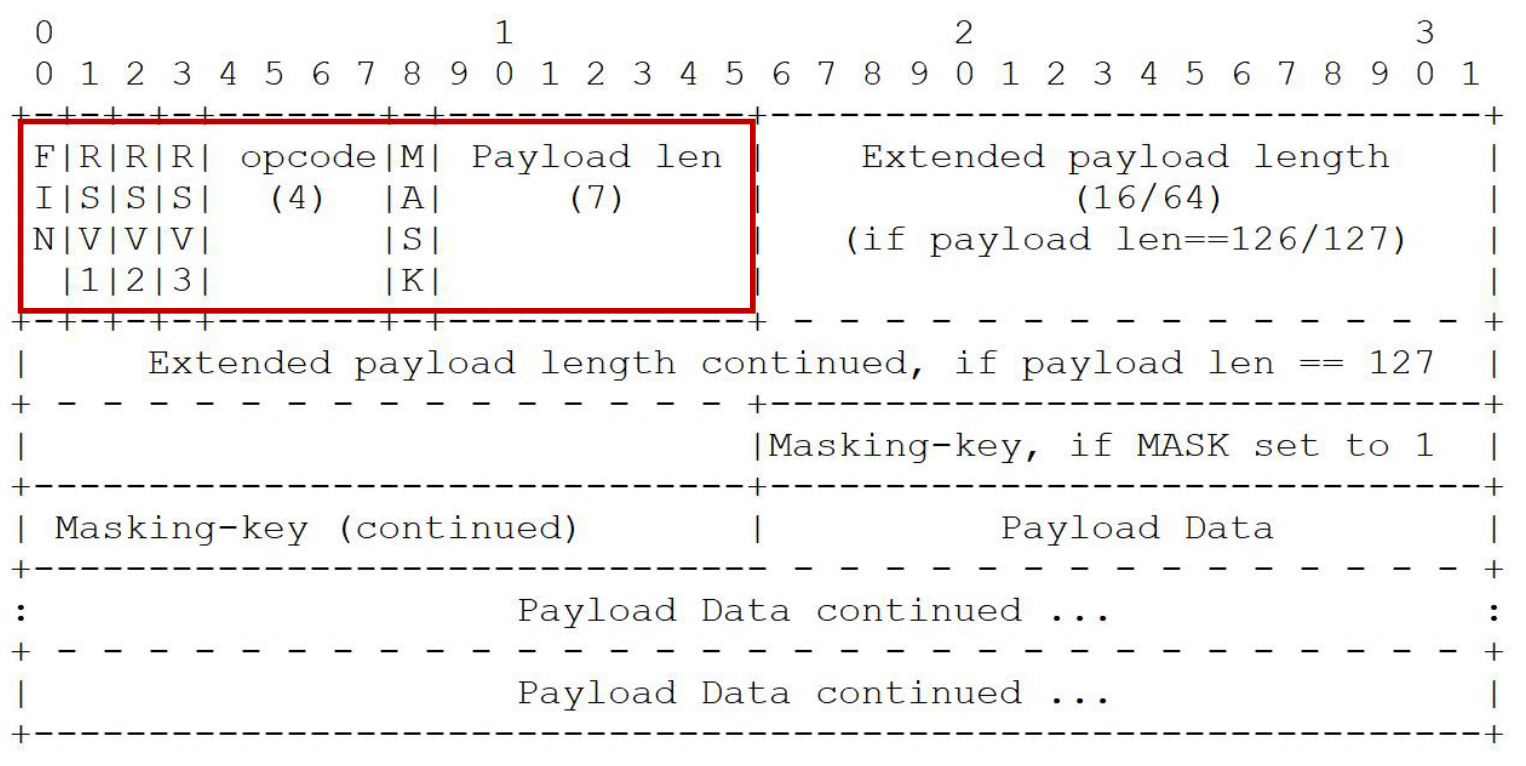 0                   1                   2                   3
0 1 2 3 4 5 6 7 8 9 0 1 2 3 4 5 6 7 8 9 0 1 2 3 4 5 6 7 8 9 0 1
+-+-+-+-+-------+-+-------------+-------------------------------+
F|R|R|R| opcode|M| Payload len |    Extended payload length    |
I|S|S|S|  (4)  |A|     (7)     |             (16/64)           |
N|V|V|V|       |S|             |   (if payload len==126/127)   |
|1|2|3|       |K|             |                               |
+-+-+-+-+-------+-+-------------+ - - - - - - - - - - - - - - - +
|     Extended payload length continued, if payload len == 127  |
+ - - - - - - - - - - - - - - - +-------------------------------+
|                               |Masking-key, if MASK set to 1  |
+-------------------------------+-------------------------------+
| Masking-key (continued)       |          Payload Data         |
+-------------------------------- - - - - - - - - - - - - - - - +
:                     Payload Data continued ...                :
+ - - - - - - - - - - - - - - - - - - - - - - - - - - - - - - - +
|                     Payload Data continued ...                |
+---------------------------------------------------------------+